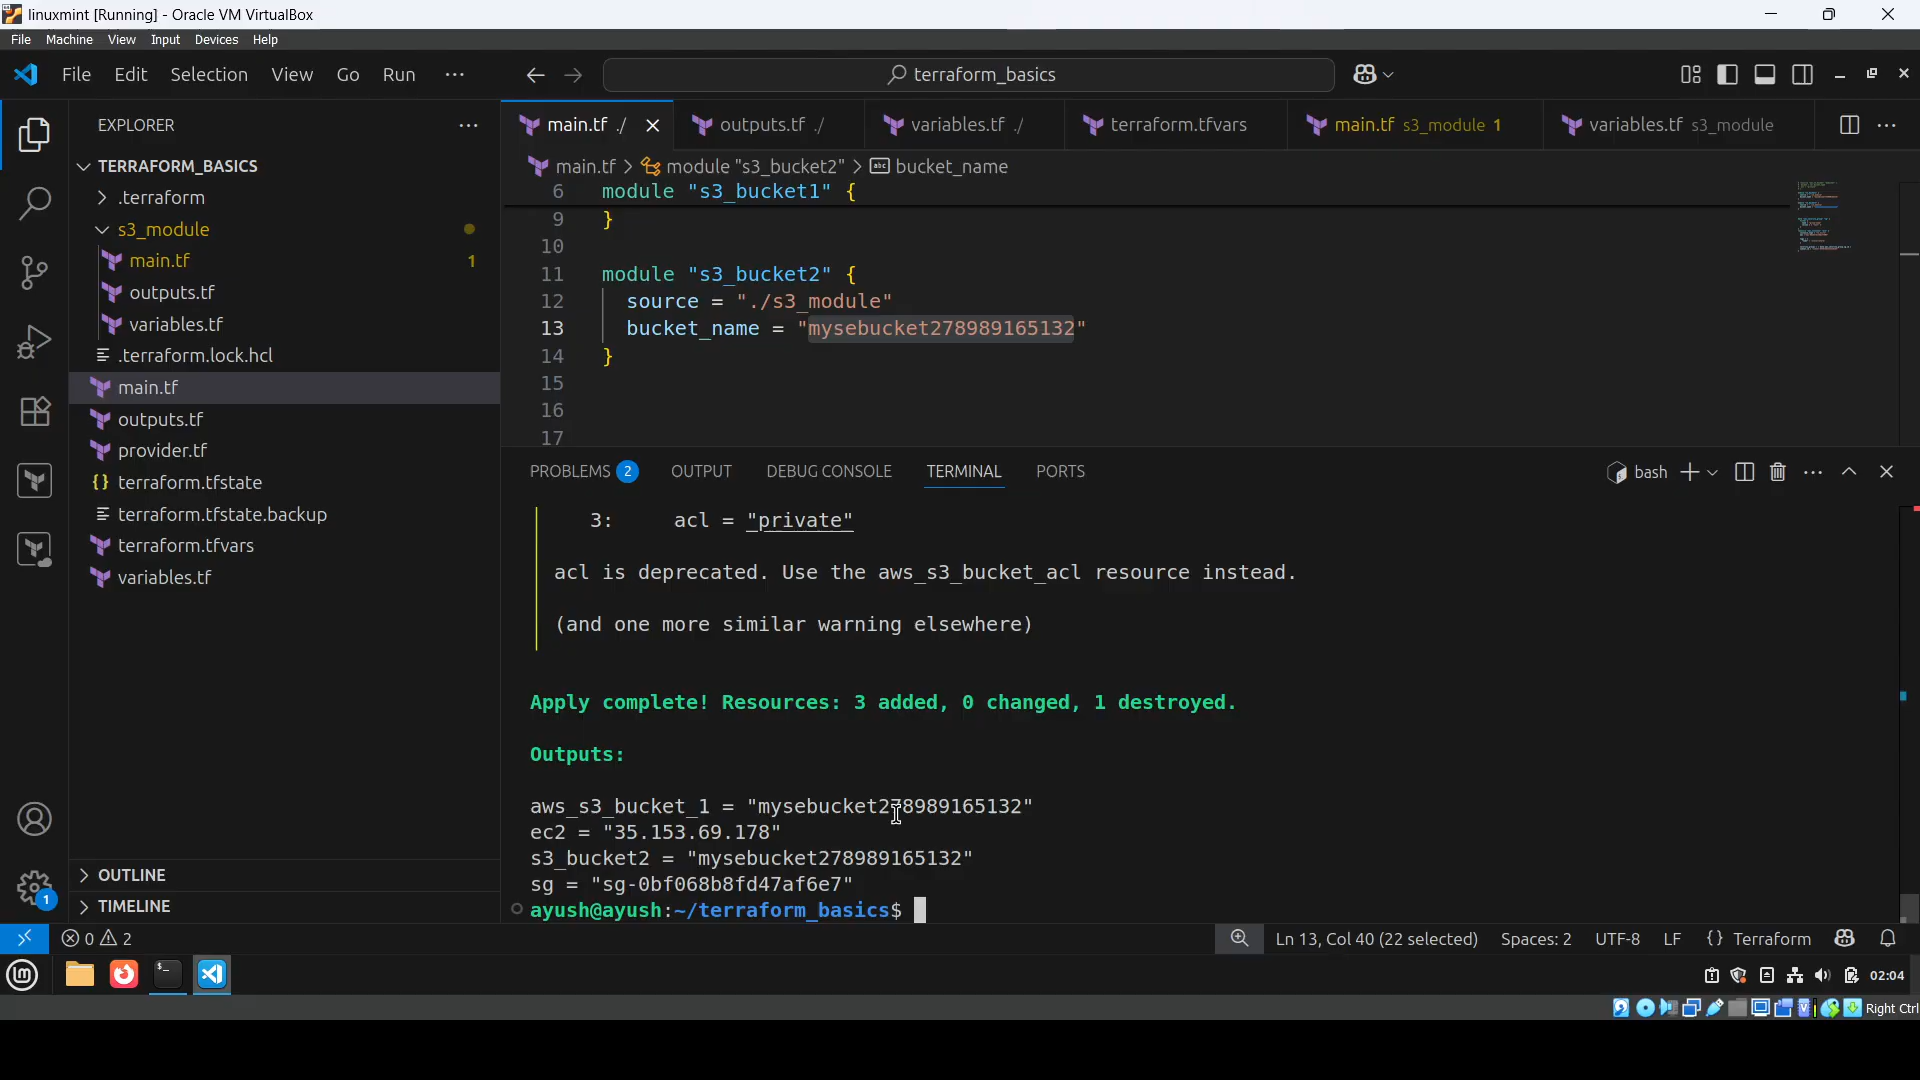 linuxmint [Running] - Oracle VM VirtualBox
File Machine View Input Devices Help
File Edit Selection View Go Run ···
terraform_basics
EXPLORER ···
main.tf ./
outputs.tf ./
variables.tf ./
terraform.tfvars
main.tf s3_module 1
variables.tf s3_module
main.tf > module "s3_bucket2" > bucket_name
TERRAFORM_BASICS
.terraform
s3_module
main.tf 1
outputs.tf
variables.tf
.terraform.lock.hcl
main.tf
outputs.tf
provider.tf
{} terraform.tfstate
terraform.tfstate.backup
terraform.tfvars
variables.tf
OUTLINE
TIMELINE
6 module "s3_bucket1" {
9 }
10
11 module "s3_bucket2" {
12 source = "./s3_module"
13 bucket_name = "mysebucket278989165132"
14 }
15
16
17
PROBLEMS 2 OUTPUT DEBUG CONSOLE TERMINAL PORTS
bash
3: acl = "private"
acl is deprecated. Use the aws_s3_bucket_acl resource instead.
(and one more similar warning elsewhere)
Apply complete! Resources: 3 added, 0 changed, 1 destroyed.
Outputs:
aws_s3_bucket_1 = "mysebucket278989165132"
ec2 = "35.153.69.178"
s3_bucket2 = "mysebucket278989165132"
sg = "sg-0bf068b8fd47af6e7"
ayush@ayush:~/terraform_basics$
1
0 2
Ln 13, Col 40 (22 selected) Spaces: 2 UTF-8 LF {} Terraform
02:04
Right Ctrl